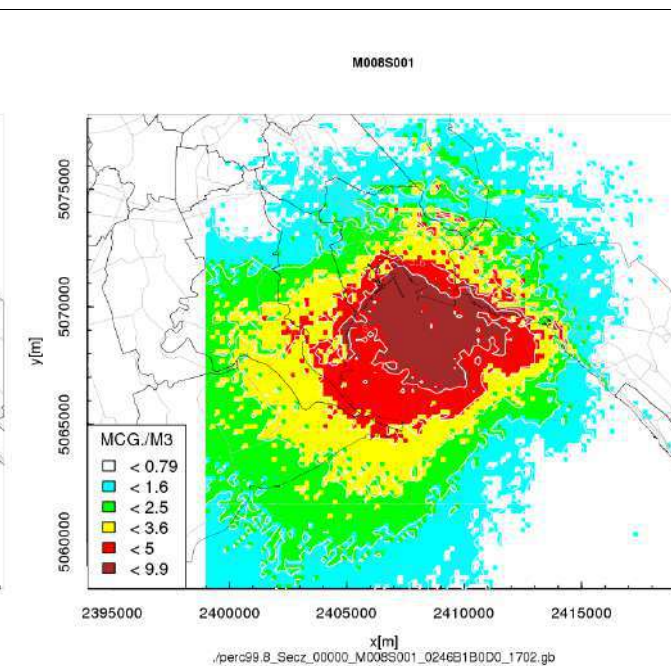 M008S001
5075000
5070000
5065000
5060000
y[m]
MCG./M3
< 0.79
< 1.6
< 2.5
< 3.6
< 5
< 9.9
2395000 2400000 2405000 2410000 2415000
x[m]
./perc99.8_Secz_00000_M008S001_0246B1B0D0_1702.gb